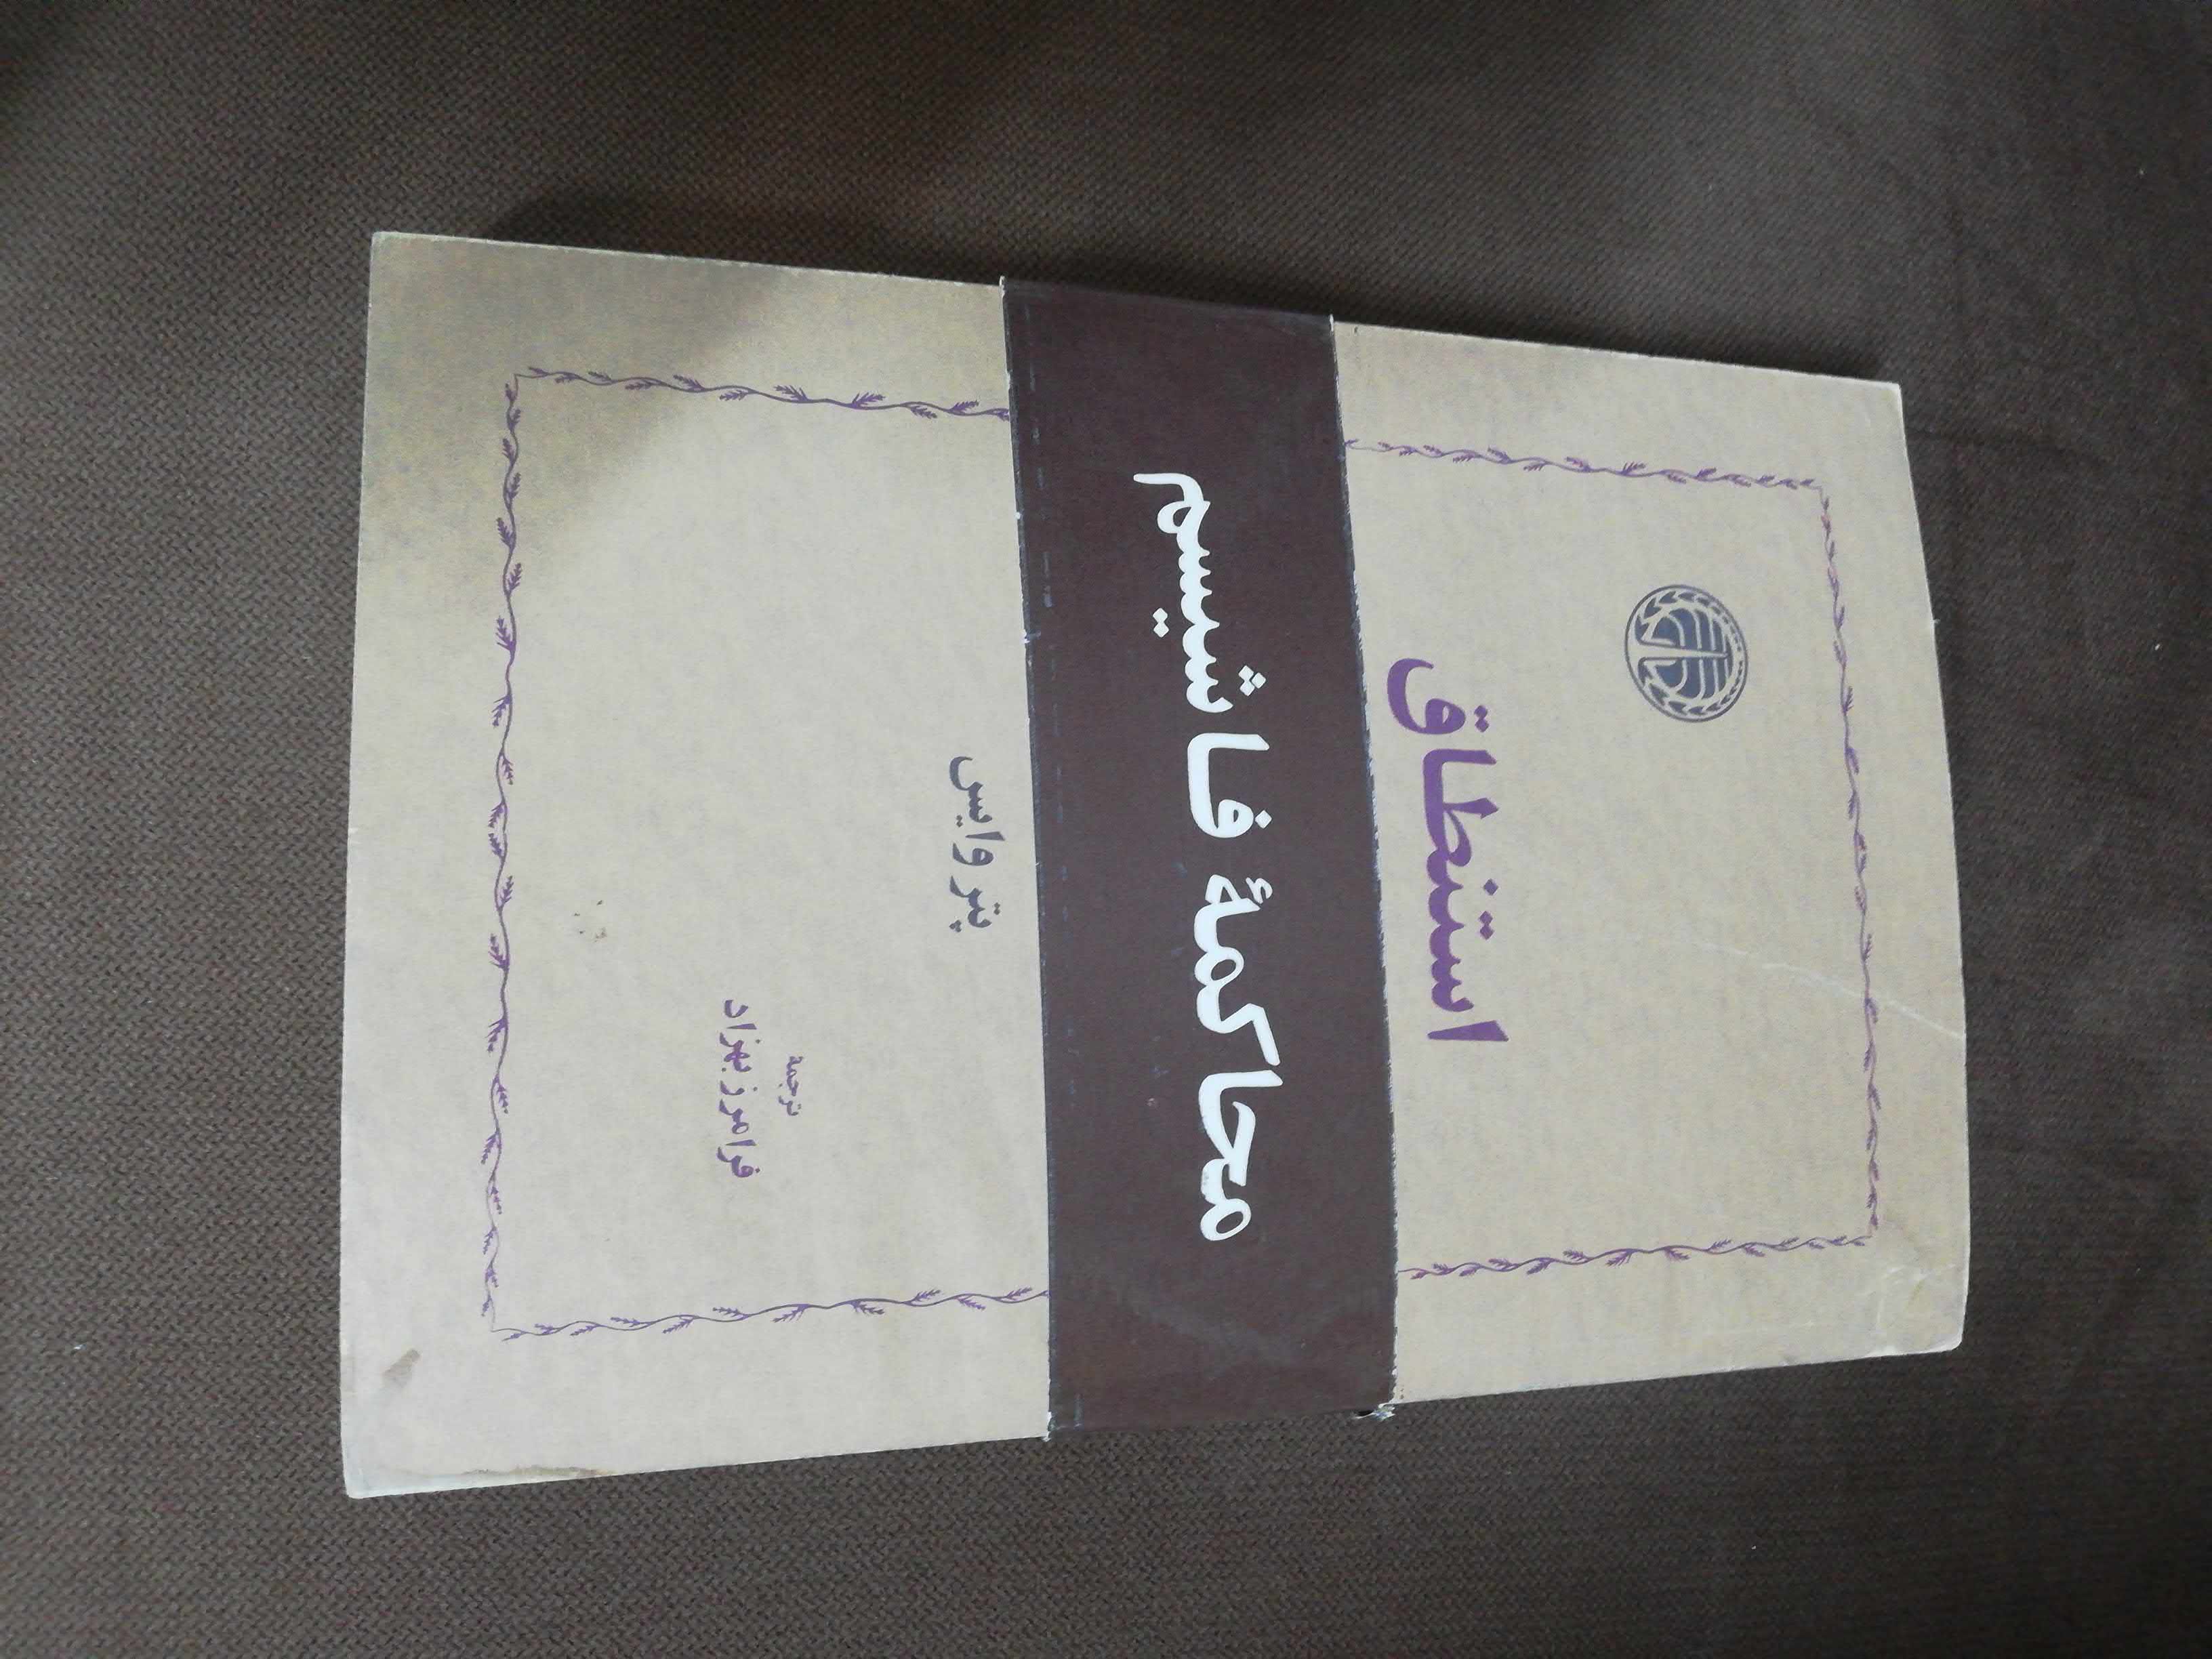 استنطاق
محاکمهٔ فاشیسم
پتر وایس
ترجمه
فرامرز بهزاد